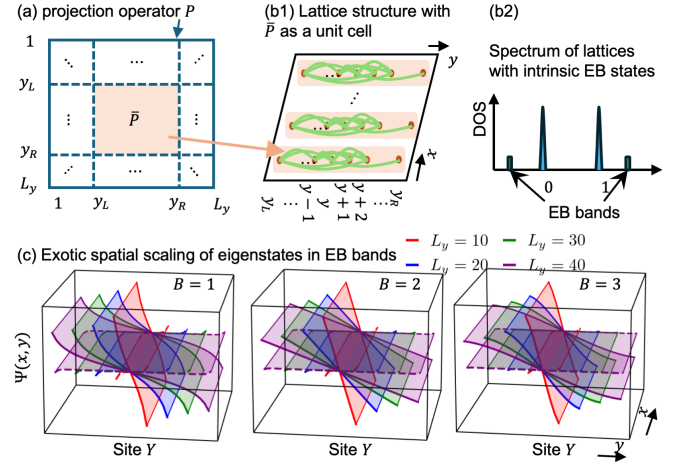 (a) projection operator P
1
y_L
y_R
L_y
⋱ ... ⋰
⋮ P̄ ⋮
⋰ ... ⋱
1 y_L y_R L_y
(b1) Lattice structure with
P̄ as a unit cell
y
x
...
...
...
⋰
y_L ... y − 1 y y + 1 y + 2 ... y_R
(b2)
Spectrum of lattices
with intrinsic EB states
DOS
0 1
EB bands
(c) Exotic spatial scaling of eigenstates in EB bands
L_y = 10
L_y = 20
L_y = 30
L_y = 40
B = 1
B = 2
B = 3
Ψ(x, y)
Site Y
Site Y
Site Y
x
y